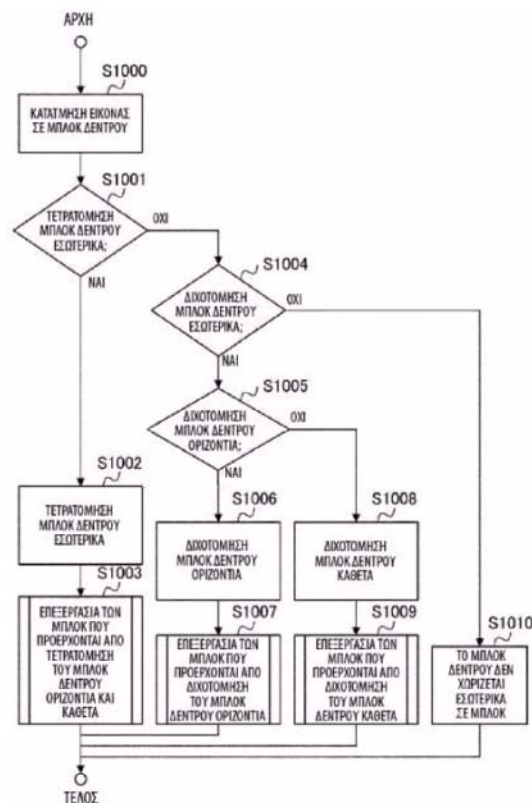 ΑΡΧΗ
S1000
ΚΑΤΑΤΜΗΣΗ ΕΙΚΟΝΑΣ
ΣΕ ΜΠΛΟΚ ΔΕΝΤΡΟΥ
S1001
ΤΕΤΡΑΤΟΜΗΣΗ
ΜΠΛΟΚ ΔΕΝΤΡΟΥ
ΕΣΩΤΕΡΙΚΑ;
ΟΧΙ
ΝΑΙ
S1004
ΔΙΧΟΤΟΜΗΣΗ
ΜΠΛΟΚ ΔΕΝΤΡΟΥ
ΕΣΩΤΕΡΙΚΑ;
ΟΧΙ
ΝΑΙ
S1005
ΔΙΧΟΤΟΜΗΣΗ
ΜΠΛΟΚ ΔΕΝΤΡΟΥ
ΟΡΙΖΟΝΤΙΑ;
ΟΧΙ
ΝΑΙ
S1002
ΤΕΤΡΑΤΟΜΗΣΗ
ΜΠΛΟΚ ΔΕΝΤΡΟΥ
ΕΣΩΤΕΡΙΚΑ
S1006
ΔΙΧΟΤΟΜΗΣΗ
ΜΠΛΟΚ ΔΕΝΤΡΟΥ
ΟΡΙΖΟΝΤΙΑ
S1008
ΔΙΧΟΤΟΜΗΣΗ
ΜΠΛΟΚ ΔΕΝΤΡΟΥ
ΚΑΘΕΤΑ
S1003
ΕΠΕΞΕΡΓΑΣΙΑ ΤΩΝ
ΜΠΛΟΚ ΠΟΥ
ΠΡΟΕΡΧΟΝΤΑΙ ΑΠΟ
ΤΕΤΡΑΤΟΜΗΣΗ
ΤΟΥ ΜΠΛΟΚ
ΔΕΝΤΡΟΥ
ΟΡΙΖΟΝΤΙΑ ΚΑΙ
ΚΑΘΕΤΑ
S1007
ΕΠΕΞΕΡΓΑΣΙΑ ΤΩΝ
ΜΠΛΟΚ ΠΟΥ
ΠΡΟΕΡΧΟΝΤΑΙ ΑΠΟ
ΔΙΧΟΤΟΜΗΣΗ
ΤΟΥ ΜΠΛΟΚ
ΔΕΝΤΡΟΥ ΟΡΙΖΟΝΤΙΑ
S1009
ΕΠΕΞΕΡΓΑΣΙΑ ΤΩΝ
ΜΠΛΟΚ ΠΟΥ
ΠΡΟΕΡΧΟΝΤΑΙ ΑΠΟ
ΔΙΧΟΤΟΜΗΣΗ
ΤΟΥ ΜΠΛΟΚ
ΔΕΝΤΡΟΥ ΚΑΘΕΤΑ
S1010
ΤΟ ΜΠΛΟΚ
ΔΕΝΤΡΟΥ ΔΕΝ
ΧΩΡΙΖΕΤΑΙ
ΕΣΩΤΕΡΙΚΑ
ΣΕ ΜΠΛΟΚ
ΤΕΛΟΣ